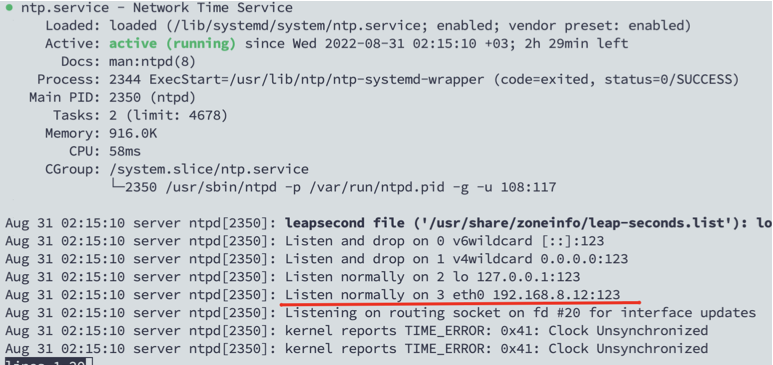 ● ntp.service - Network Time Service
Loaded: loaded (/lib/systemd/system/ntp.service; enabled; vendor preset: enabled)
Active: active (running) since Wed 2022-08-31 02:15:10 +03; 2h 29min left
Docs: man:ntpd(8)
Process: 2344 ExecStart=/usr/lib/ntp/ntp-systemd-wrapper (code=exited, status=0/SUCCESS)
Main PID: 2350 (ntpd)
Tasks: 2 (limit: 4678)
Memory: 916.0K
CPU: 58ms
CGroup: /system.slice/ntp.service
└─2350 /usr/sbin/ntpd -p /var/run/ntpd.pid -g -u 108:117
Aug 31 02:15:10 server ntpd[2350]: leapsecond file ('/usr/share/zoneinfo/leap-seconds.list'): lo
Aug 31 02:15:10 server ntpd[2350]: Listen and drop on 0 v6wildcard [::]:123
Aug 31 02:15:10 server ntpd[2350]: Listen and drop on 1 v4wildcard 0.0.0.0:123
Aug 31 02:15:10 server ntpd[2350]: Listen normally on 2 lo 127.0.0.1:123
Aug 31 02:15:10 server ntpd[2350]: Listen normally on 3 eth0 192.168.8.12:123
Aug 31 02:15:10 server ntpd[2350]: Listening on routing socket on fd #20 for interface updates
Aug 31 02:15:10 server ntpd[2350]: kernel reports TIME_ERROR: 0x41: Clock Unsynchronized
Aug 31 02:15:10 server ntpd[2350]: kernel reports TIME_ERROR: 0x41: Clock Unsynchronized